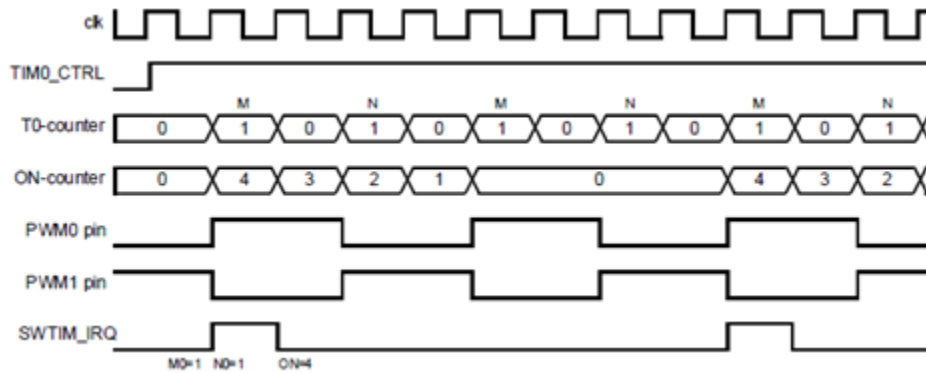 clk
TIM0_CTRL
M N M N M N
T0-counter 0 1 0 1 0 1 0 1 0 1 0 1
ON-counter 0 4 3 2 1 0 4 3 2
PWM0 pin
PWM1 pin
SWTIM_IRQ
M0=1 N0=1 ON=4